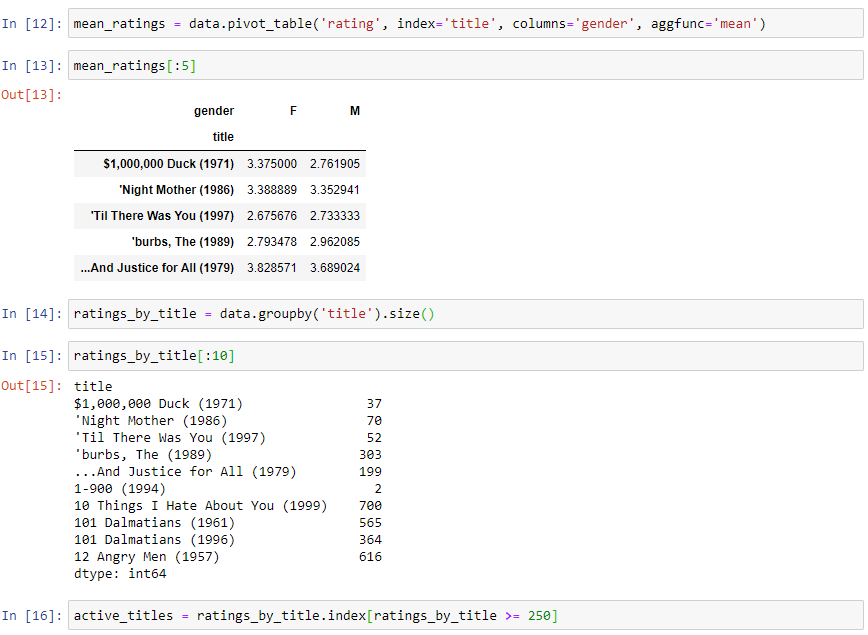 In [12]: mean_ratings = data.pivot_table('rating', index='title', columns='gender', aggfunc='mean')
In [13]: mean_ratings[:5]
Out[13]:
gender F M
title
$1,000,000 Duck (1971) 3.375000 2.761905
'Night Mother (1986) 3.388889 3.352941
'Til There Was You (1997) 2.675676 2.733333
'burbs, The (1989) 2.793478 2.962085
...And Justice for All (1979) 3.828571 3.689024
In [14]: ratings_by_title = data.groupby('title').size()
In [15]: ratings_by_title[:10]
Out[15]: title
$1,000,000 Duck (1971) 37
'Night Mother (1986) 70
'Til There Was You (1997) 52
'burbs, The (1989) 303
...And Justice for All (1979) 199
1-900 (1994) 2
10 Things I Hate About You (1999) 700
101 Dalmatians (1961) 565
101 Dalmatians (1996) 364
12 Angry Men (1957) 616
dtype: int64
In [16]: active_titles = ratings_by_title.index[ratings_by_title >= 250]